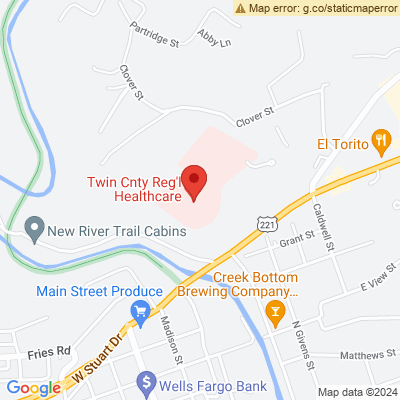 Map error: g.co/staticmaperror
Partridge St
Abby Ln
Clover St
Clover St
El Torito
Twin Cnty Reg'l
Healthcare
Caldwell St
221
New River Trail Cabins
Grant St
Creek Bottom
Brewing Company...
E View St
Main Street Produce
Madison St
N Givens St
Fries Rd
W Stuart Dr
Matthews St
Wells Fargo Bank
Google
Map data ©2024